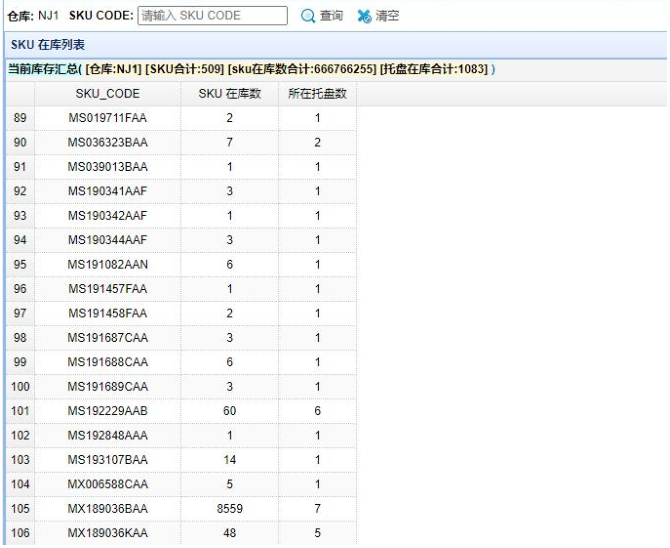 仓库: NJ1 SKU CODE: 请输入 SKU CODE 查询 清空
SKU 在库列表
当前库存汇总( [仓库:NJ1] [SKU合计:509] [sku在库数合计:666766255] [托盘在库合计:1083] )
SKU_CODE SKU 在库数 所在托盘数
89 MS019711FAA 2 1
90 MS036323BAA 7 2
91 MS039013BAA 1 1
92 MS190341AAF 3 1
93 MS190342AAF 1 1
94 MS190344AAF 3 1
95 MS191082AAN 6 1
96 MS191457FAA 1 1
97 MS191458FAA 2 1
98 MS191687CAA 3 1
99 MS191688CAA 6 1
100 MS191689CAA 3 1
101 MS192229AAB 60 6
102 MS192848AAA 1 1
103 MS193107BAA 14 1
104 MX006588CAA 5 1
105 MX189036BAA 8559 7
106 MX189036KAA 48 5